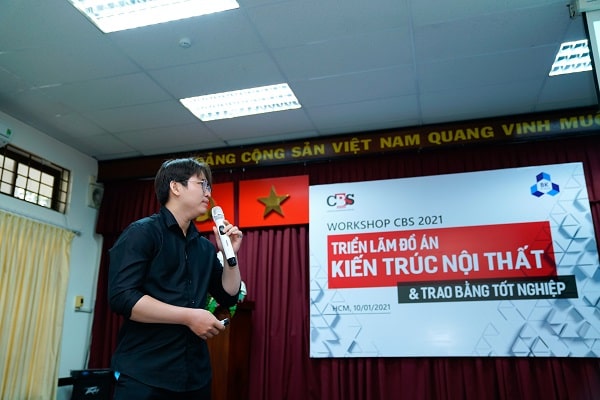 ĐẢNG CỘNG SẢN VIỆT NAM QUANG VINH MUÔ
CBS
BK
WORKSHOP CBS 2021
TRIỂN LÃM ĐỒ ÁN
KIẾN TRÚC NỘI THẤT
& TRAO BẰNG TỐT NGHIỆP
HCM, 10/01/2021